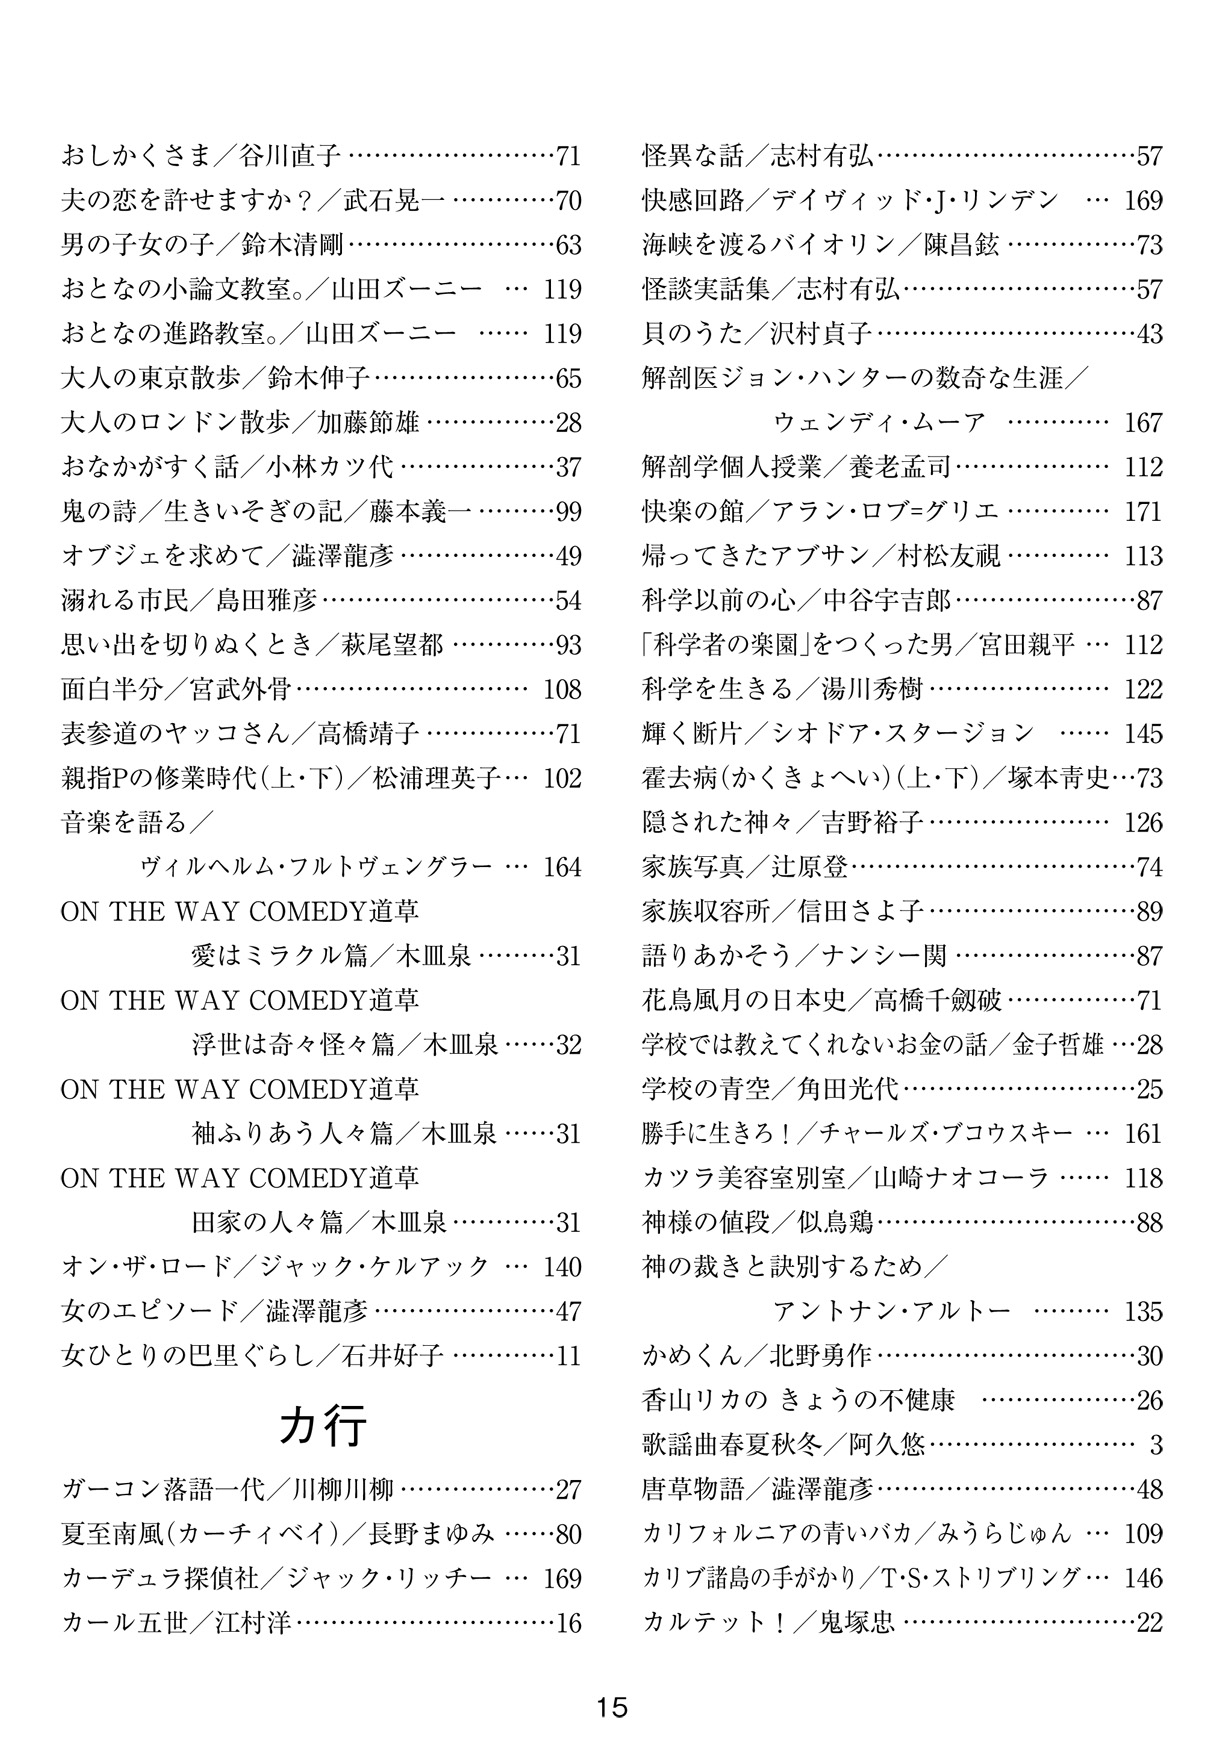 おしかくさま／谷川直子 ……………………71
夫の恋を許せますか？／武石晃一 …………70
男の子女の子／鈴木清剛……………………63
おとなの小論文教室。／山田ズーニー … 119
おとなの進路教室。／山田ズーニー …… 119
大人の東京散歩／鈴木伸子…………………65
大人のロンドン散歩／加藤節雄……………28
おなかがすく話／小林カツ代………………37
鬼の詩／生きいそぎの記／藤本義一………99
オブジェを求めて／澁澤龍彦………………49
溺れる市民／島田雅彦………………………54
思い出を切りぬくとき／萩尾望都 …………93
面白半分／宮武外骨……………………… 108
表参道のヤッコさん／高橋靖子……………71
親指Pの修業時代（上・下）／松浦理英子… 102
音楽を語る／
ヴィルヘルム・フルトヴェングラー … 164
ON THE WAY COMEDY道草
愛はミラクル篇／木皿泉………31
ON THE WAY COMEDY道草
浮世は奇々怪々篇／木皿泉……32
ON THE WAY COMEDY道草
袖ふりあう人々篇／木皿泉……31
ON THE WAY COMEDY道草
田家の人々篇／木皿泉…………31
オン・ザ・ロード／ジャック・ケルアック … 140
女のエピソード／澁澤龍彦…………………47
女ひとりの巴里ぐらし／石井好子 …………11
カ行
ガーコン落語一代／川柳川柳………………27
夏至南風（カーチィベイ）／長野まゆみ ……80
カーデュラ探偵社／ジャック・リッチー … 169
カール五世／江村洋…………………………16
怪異な話／志村有弘…………………………57
快感回路／デイヴィッド・J・リンデン … 169
海峡を渡るバイオリン／陳昌鉉……………73
怪談実話集／志村有弘………………………57
貝のうた／沢村貞子…………………………43
解剖医ジョン・ハンターの数奇な生涯／
ウェンディ・ムーア ………… 167
解剖学個人授業／養老孟司……………… 112
快楽の館／アラン・ロブ=グリエ ………… 171
帰ってきたアブサン／村松友視………… 113
科学以前の心／中谷宇吉郎…………………87
「科学者の楽園」をつくった男／宮田親平 … 112
科学を生きる／湯川秀樹………………… 122
輝く断片／シオドア・スタージョン …… 145
霍去病（かくきょへい）（上・下）／塚本青史…73
隠された神々／吉野裕子………………… 126
家族写真／辻原登……………………………74
家族収容所／信田さよ子……………………89
語りあかそう／ナンシー関 …………………87
花鳥風月の日本史／高橋千劔破……………71
学校では教えてくれないお金の話／金子哲雄…28
学校の青空／角田光代………………………25
勝手に生きろ！／チャールズ・ブコウスキー … 161
カツラ美容室別室／山崎ナオコーラ …… 118
神様の値段／似鳥鶏…………………………88
神の裁きと訣別するため／
アントナン・アルトー ……… 135
かめくん／北野勇作…………………………30
香山リカの きょうの不健康 ………………26
歌謡曲春夏秋冬／阿久悠…………………… 3
唐草物語／澁澤龍彦…………………………48
カリフォルニアの青いバカ／みうらじゅん … 109
カリブ諸島の手がかり／T・S・ストリブリング… 146
カルテット！／鬼塚忠 ………………………22
15